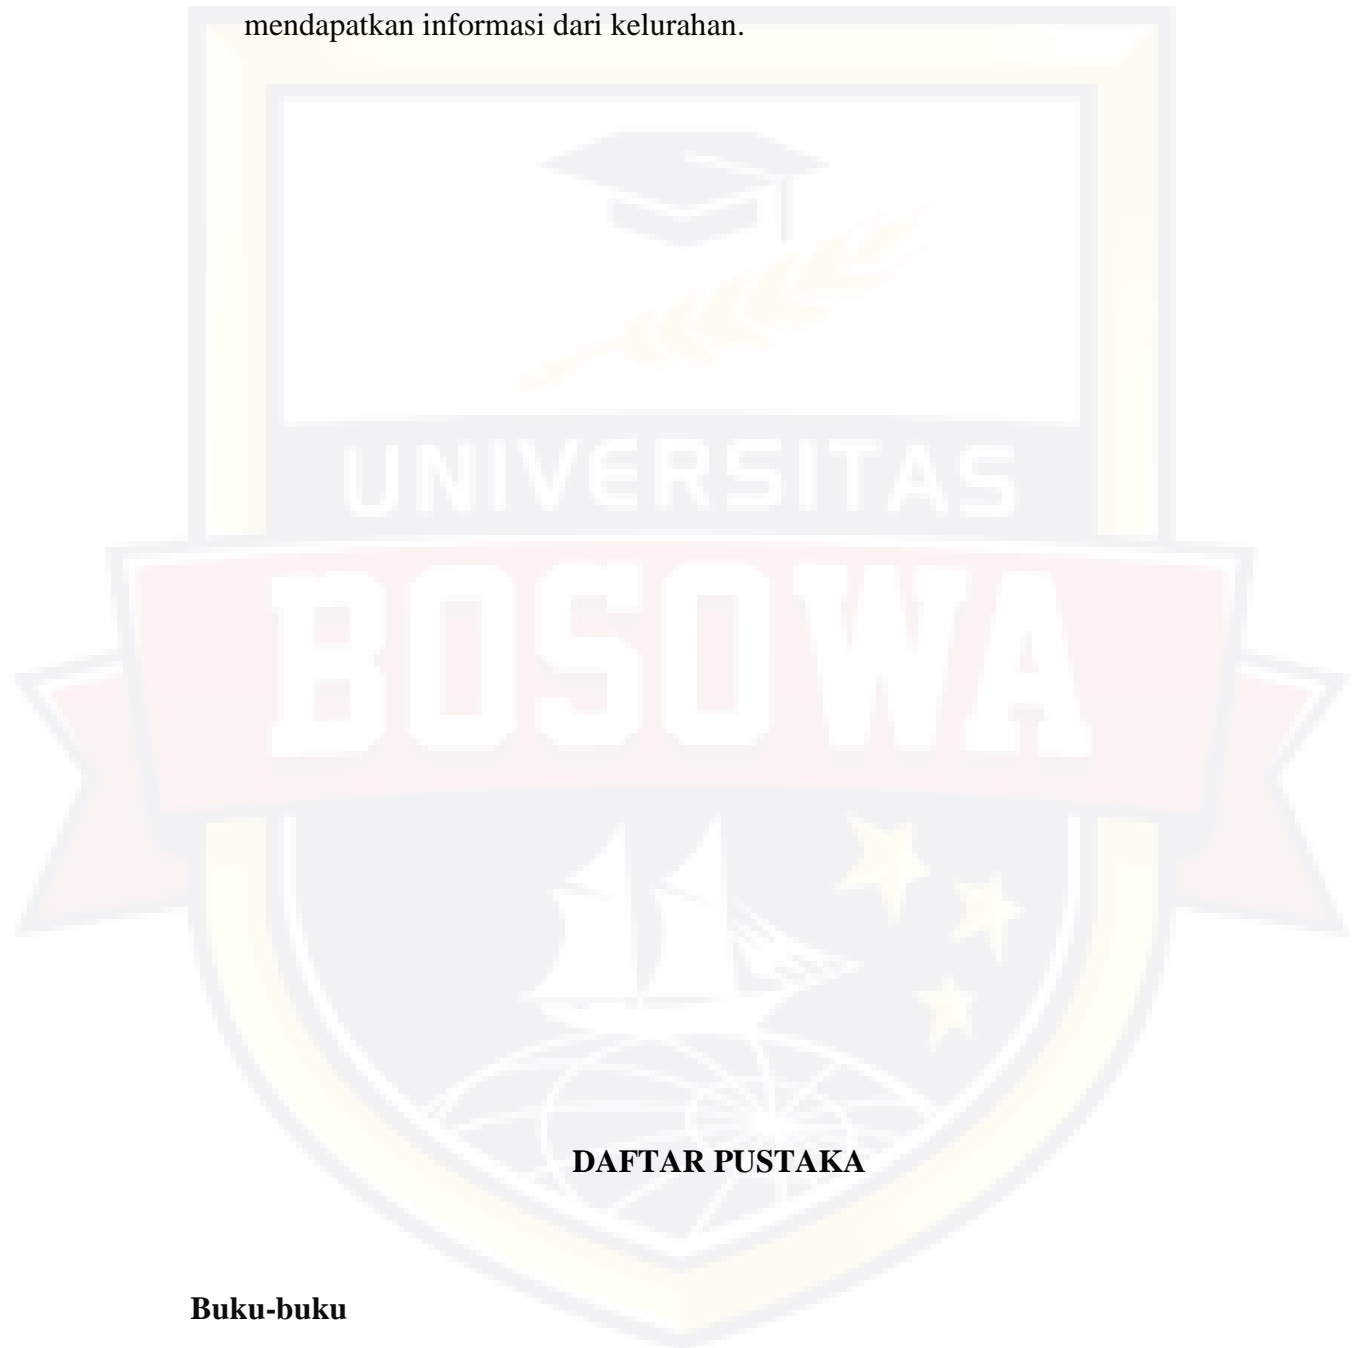 mendapatkan informasi dari kelurahan.
UNIVERSITAS
BOSOWA
DAFTAR PUSTAKA
Buku-buku